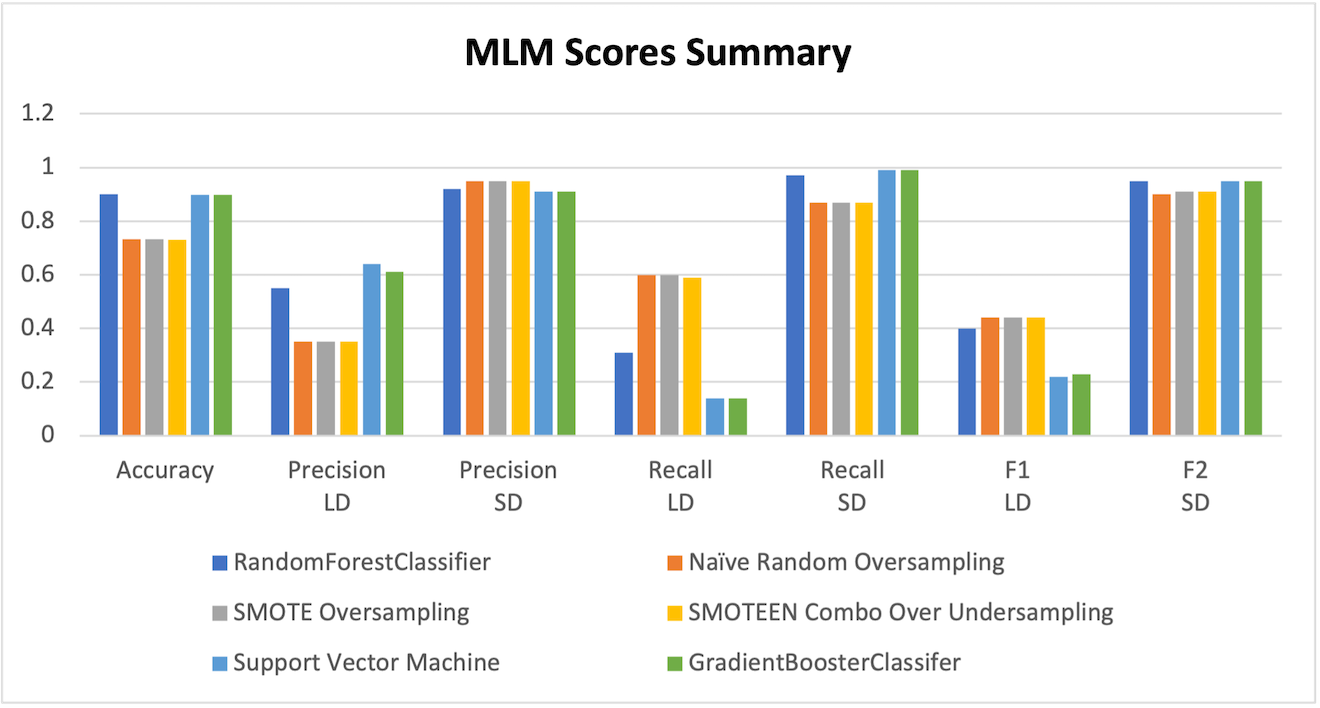 MLM Scores Summary
1.2
1
0.8
0.6
0.4
0.2
0
Accuracy
Precision
LD
Precision
SD
Recall
LD
Recall
SD
F1
LD
F2
SD
RandomForestClassifier
Naïve Random Oversampling
SMOTE Oversampling
SMOTEEN Combo Over Undersampling
Support Vector Machine
GradientBoosterClassifer